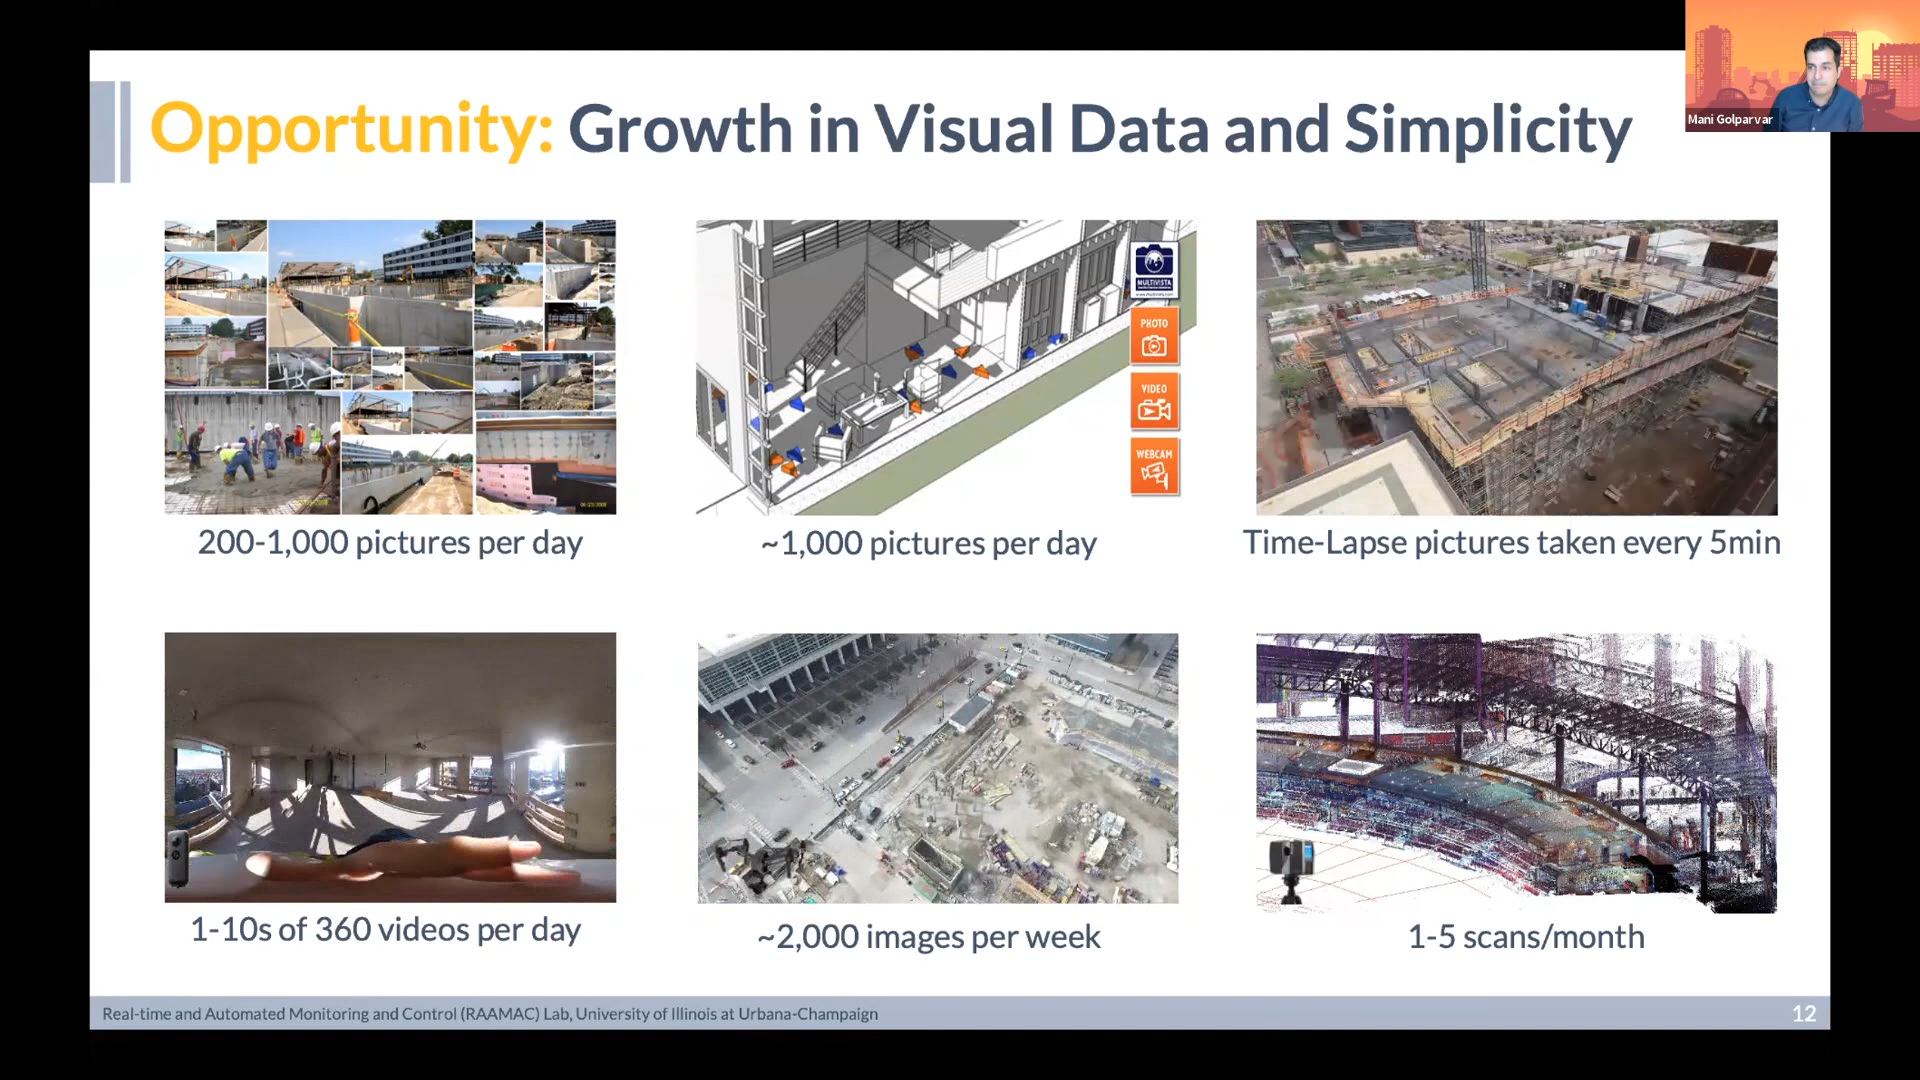 Opportunity: Growth in Visual Data and Simplicity
Mani Golparvar
MULTIVISTA
PHOTO
VIDEO
WEBCAM
200-1,000 pictures per day
~1,000 pictures per day
Time-Lapse pictures taken every 5min
1-10s of 360 videos per day
~2,000 images per week
1-5 scans/month
Real-time and Automated Monitoring and Control (RAAMAC) Lab, University of Illinois at Urbana-Champaign
12